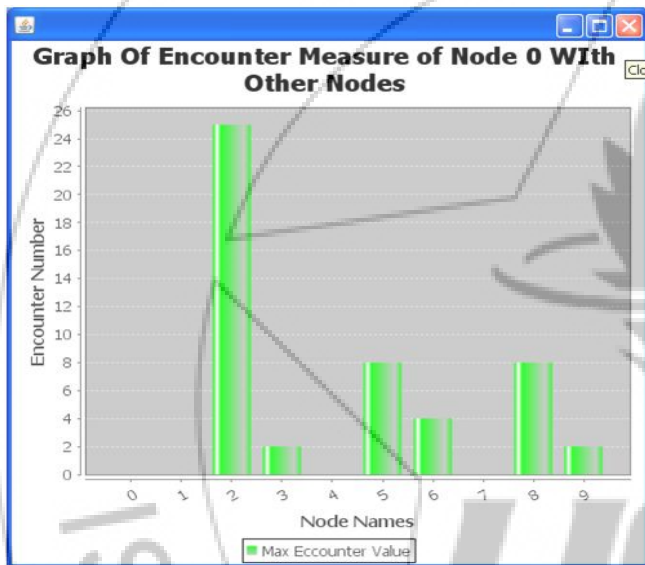 Graph Of Encounter Measure of Node 0 WIth
Other Nodes
Clo
26
24
22
20
18
16
14
12
10
8
6
4
2
0
Encounter Number
0 1 2 3 4 5 6 7 8 9
Node Names
Max Eccounter Value